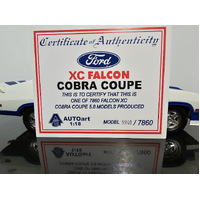 Certificate of Authenticity
Ford
XC FALCON
COBRA COUPE
THIS IS TO CERTIFY THAT THIS IS
ONE OF 7860 FALCON XC
COBRA COUPE 5.8 MODELS PRODUCED
AUTOart
1:18
MODEL / 7860